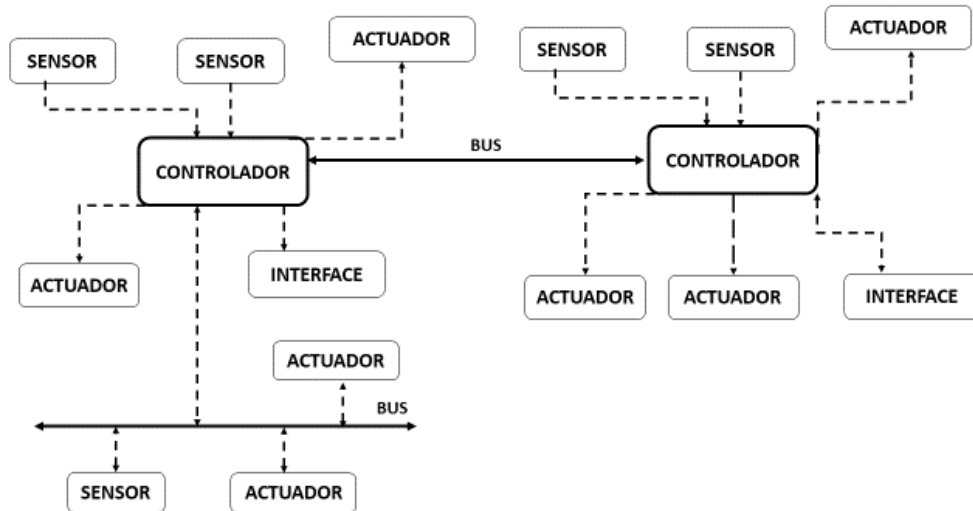 ACTUADOR
ACTUADOR
SENSOR
SENSOR
SENSOR
SENSOR
BUS
CONTROLADOR
CONTROLADOR
ACTUADOR
INTERFACE
ACTUADOR
ACTUADOR
INTERFACE
ACTUADOR
BUS
SENSOR
ACTUADOR